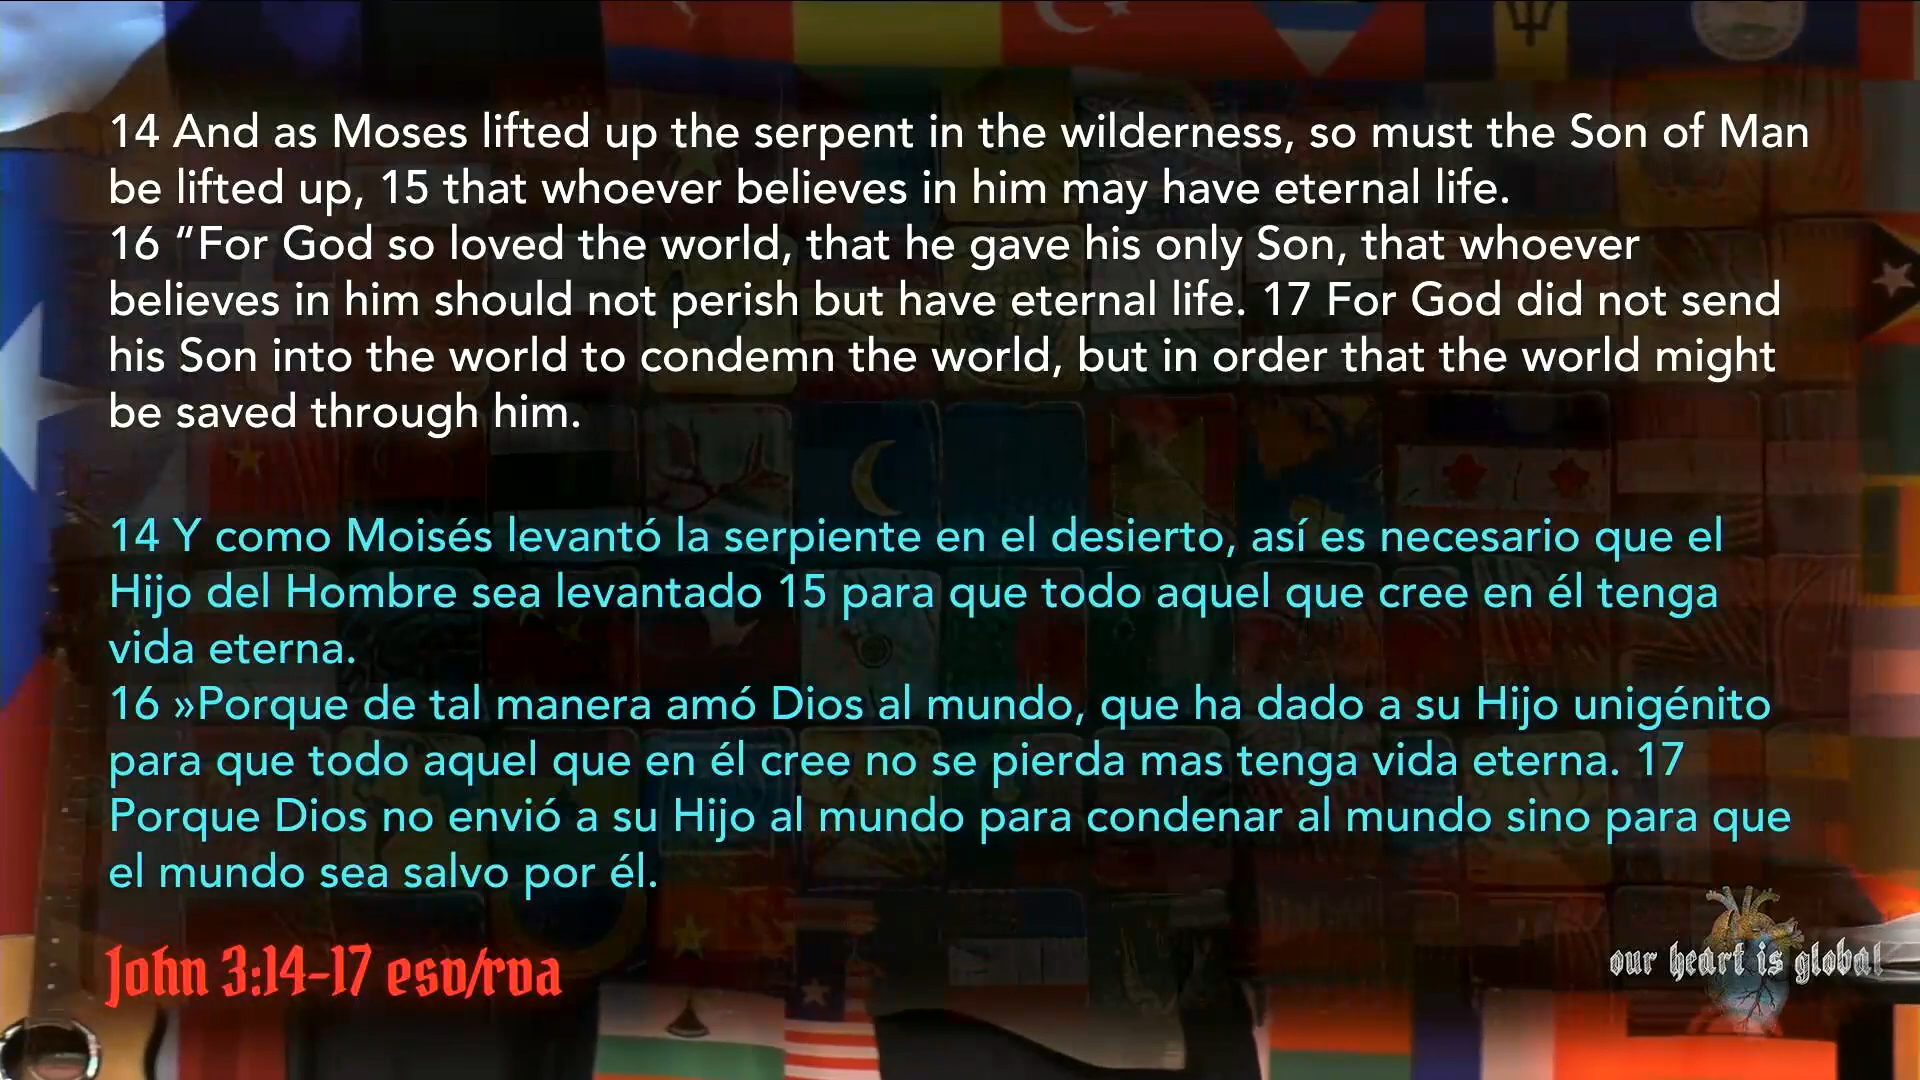 14 And as Moses lifted up the serpent in the wilderness, so must the Son of Man
be lifted up, 15 that whoever believes in him may have eternal life.
16 “For God so loved the world, that he gave his only Son, that whoever
believes in him should not perish but have eternal life. 17 For God did not send
his Son into the world to condemn the world, but in order that the world might
be saved through him.
14 Y como Moisés levantó la serpiente en el desierto, así es necesario que el
Hijo del Hombre sea levantado 15 para que todo aquel que cree en él tenga
vida eterna.
16 »Porque de tal manera amó Dios al mundo, que ha dado a su Hijo unigénito
para que todo aquel que en él cree no se pierda mas tenga vida eterna. 17
Porque Dios no envió a su Hijo al mundo para condenar al mundo sino para que
el mundo sea salvo por él.
John 3:14-17 esv/rva
our heart is global